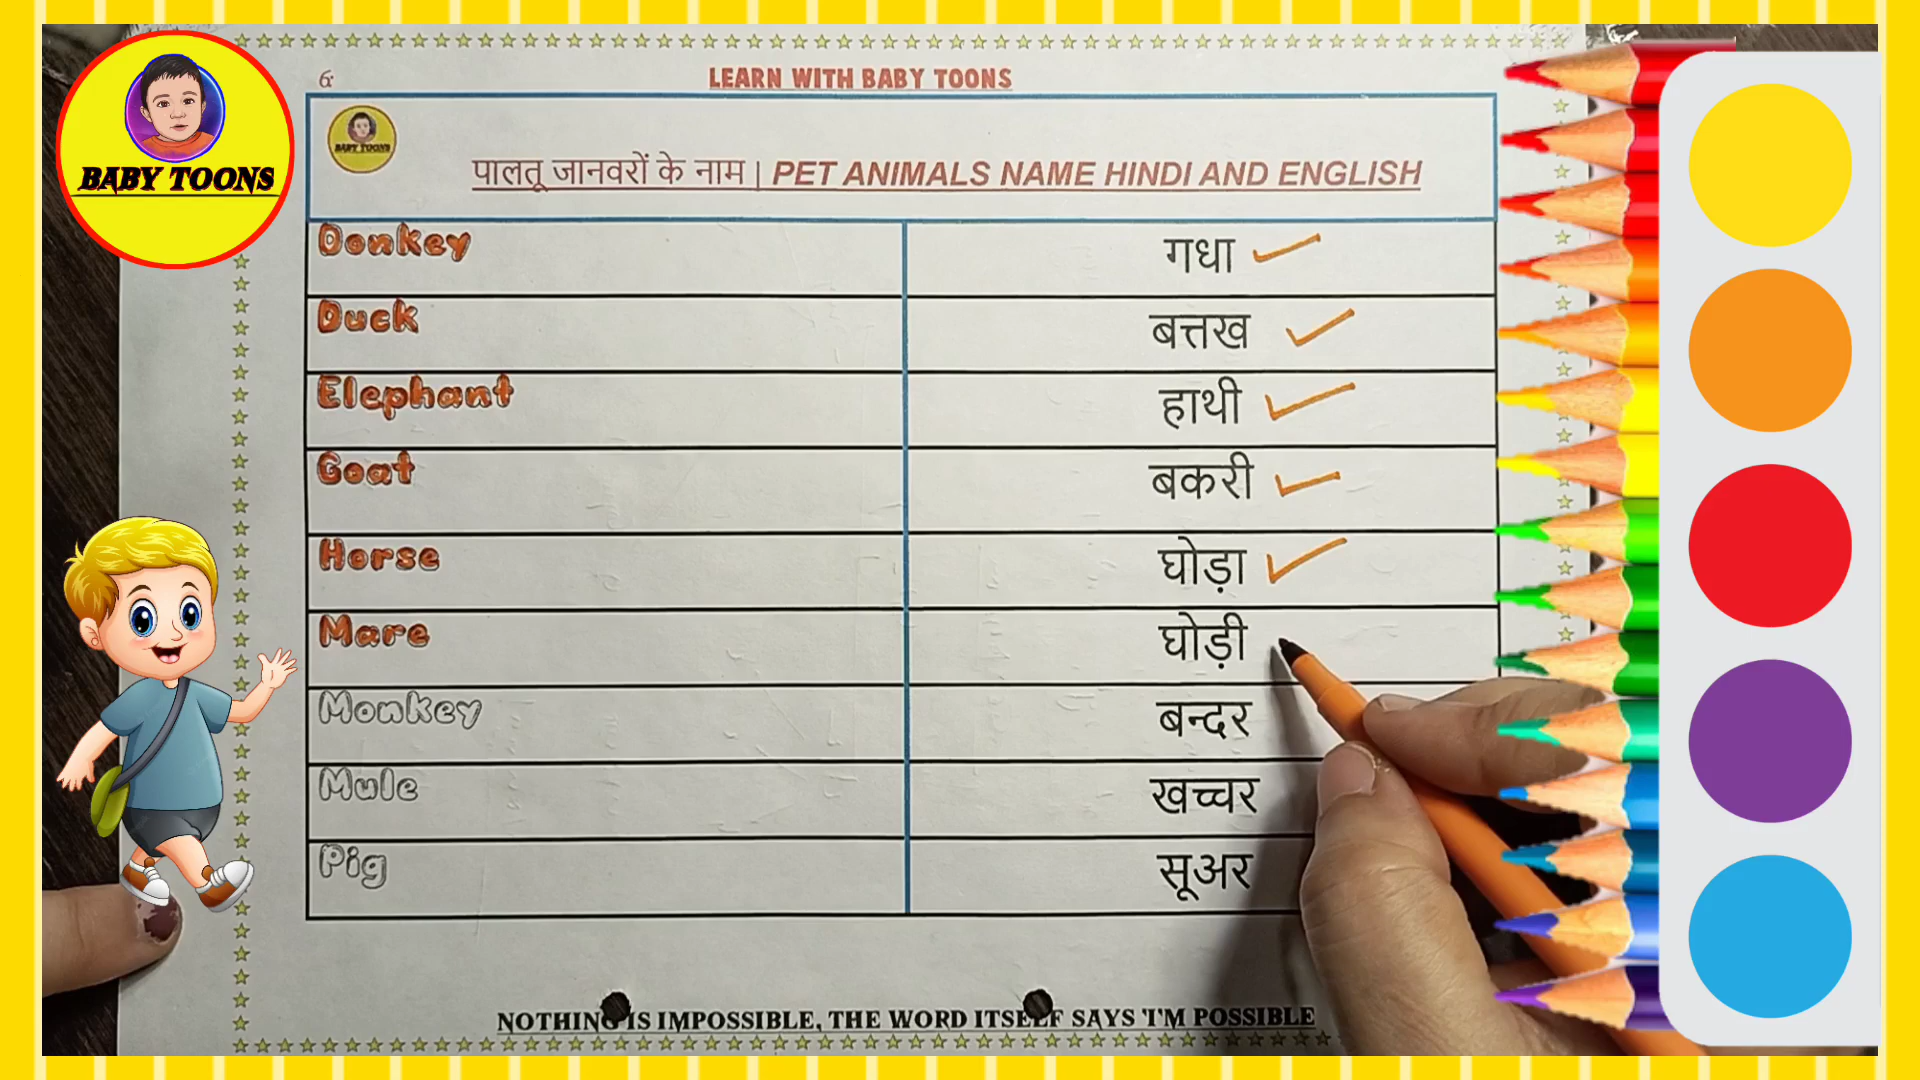 BABY TOONS
6
LEARN WITH BABY TOONS
BABY TOONS
पालतू जानवरों के नाम | PET ANIMALS NAME HINDI AND ENGLISH
Donkey गधा
Duck बत्तख
Elephant हाथी
Goat बकरी
Horse घोड़ा
Mare घोड़ी
Monkey बन्दर
Mule खच्चर
Pig सूअर
NOTHING IS IMPOSSIBLE, THE WORD ITSELF SAYS 'I'M POSSIBLE